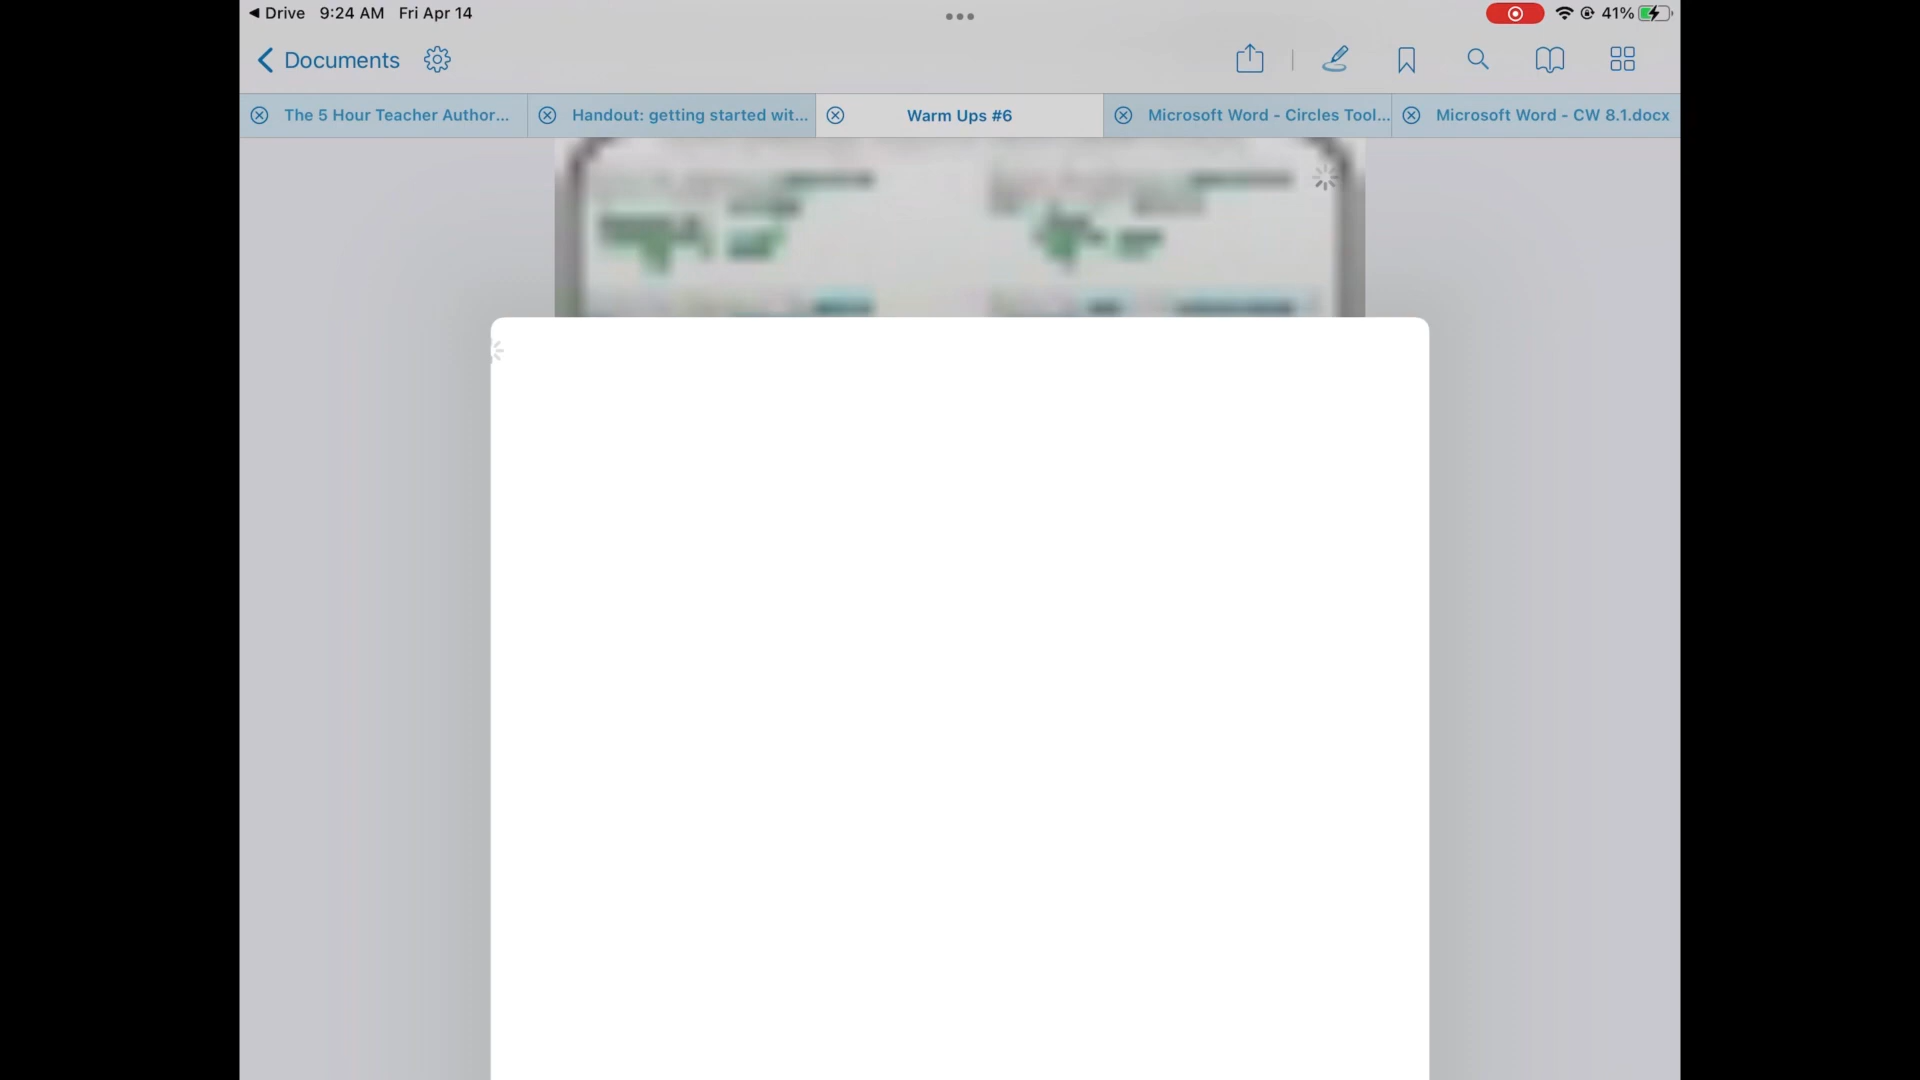 Drive 9:24 AM Fri Apr 14
41%
Documents
The 5 Hour Teacher Author...
Handout: getting started wit...
Warm Ups #6
Microsoft Word - Circles Tool...
Microsoft Word - CW 8.1.docx